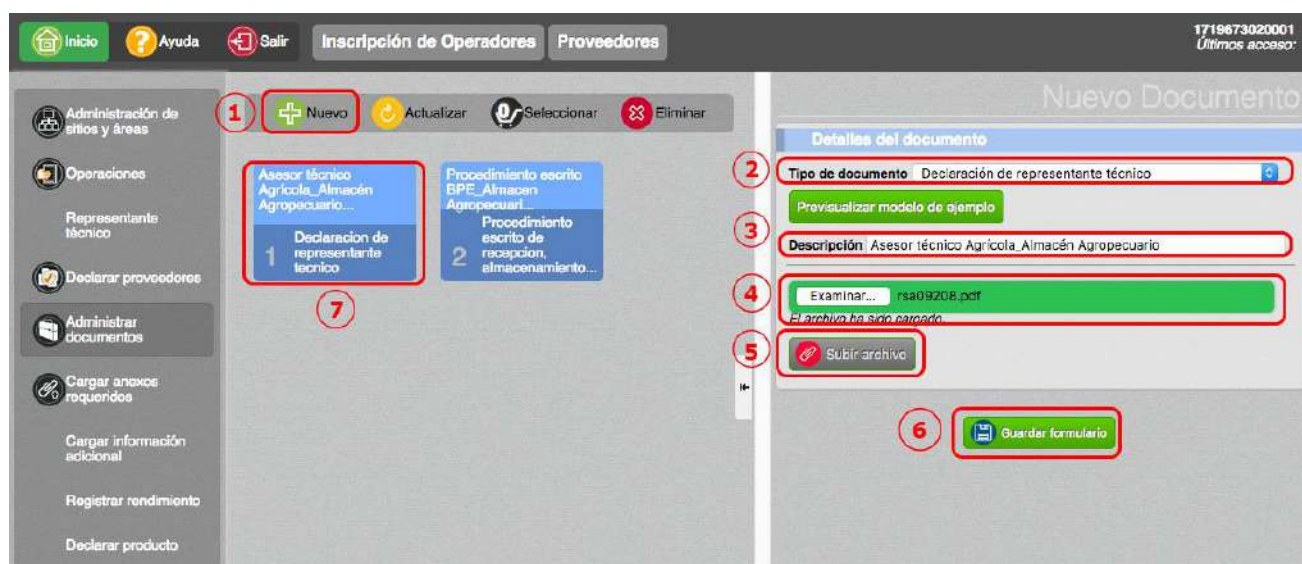 Inicio
Ayuda
Salir
Inscripción de Operadores
Proveedores
1719673020001
Últimos acceso:
Administración de
sitios y áreas
Operaciones
Representante
técnico
Declarar proveedores
Administrar
documentos
Cargar anexos
requeridos
Cargar información
adicional
Registrar rendimiento
Declarar producto
1
Nuevo
Actualizar
Seleccionar
Eliminar
Asesor técnico
Agrícola_Almacén
Agropecuario...
1
Declaracion de
representante
tecnico
Procedimiento escrito
BPE_Almacen
Agropecuari...
2
Procedimiento
escrito de
recepcion,
almacenamiento...
7
Nuevo Documento
Detalles del documento
2
Tipo de documento Declaración de representante técnico
Previsualizar modelo de ejemplo
3
Descripción Asesor técnico Agrícola_Almacén Agropecuario
4
Examinar... rsa09208.pdf
El archivo ha sido cargado.
5
Subir archivo
6
Guardar formulario